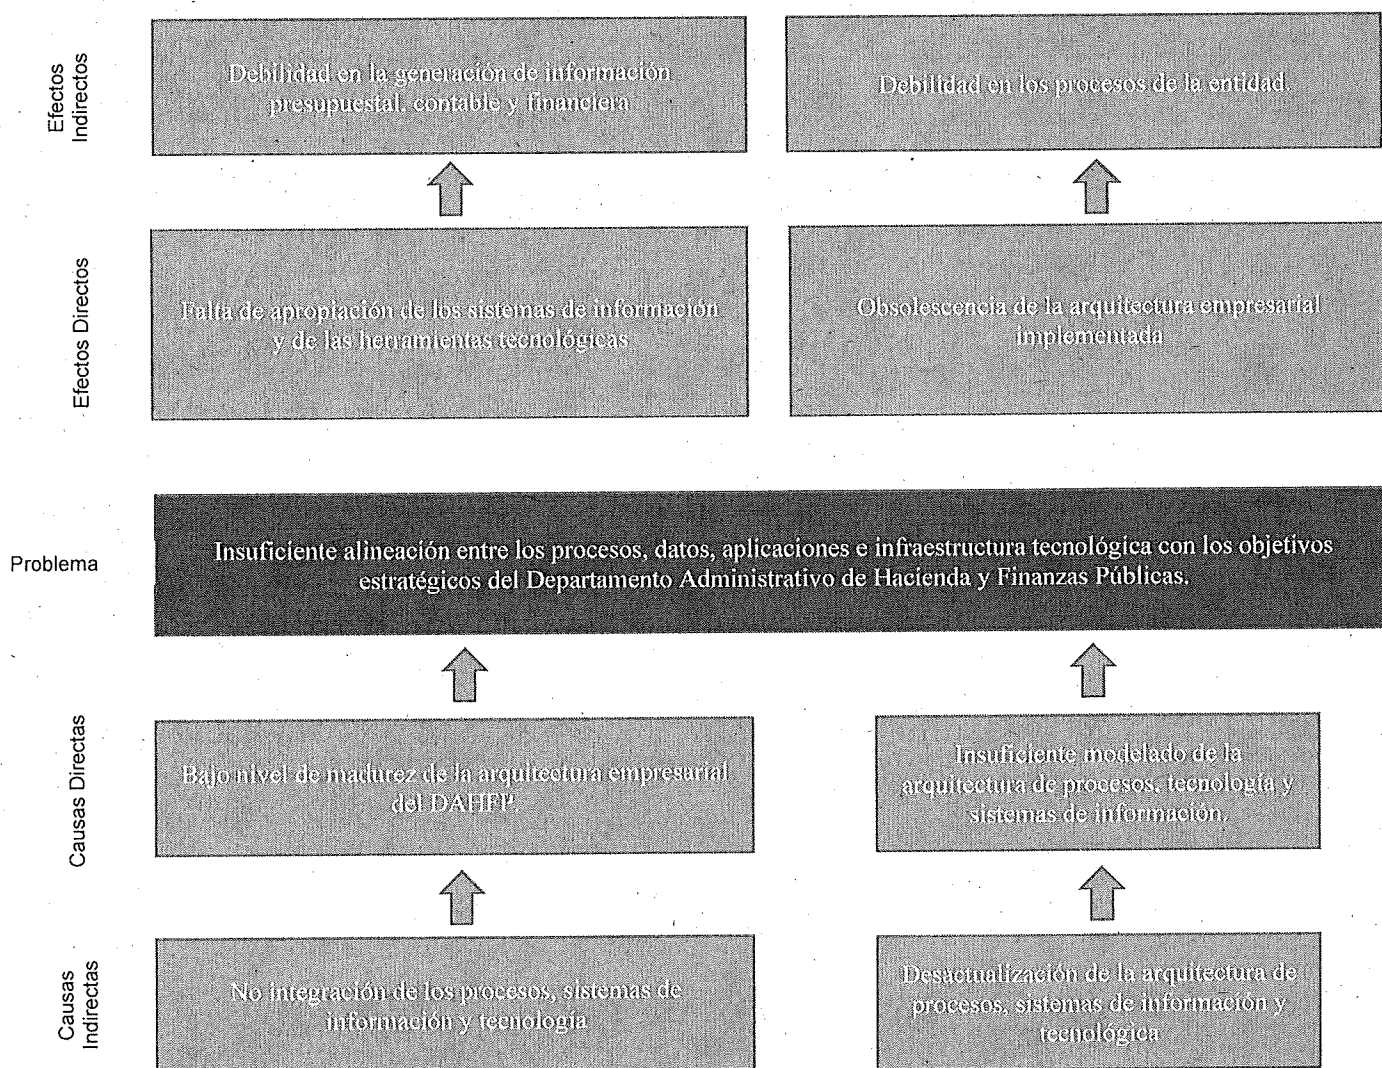 Efectos
Indirectos
Debilidad en la generación de información
presupuestal, contable y financiera
Debilidad en los procesos de la entidad.
Efectos Directos
Falta de apropiación de los sistemas de información
y de las herramientas tecnológicas
Obsolescencia de la arquitectura empresarial
implementada
Problema
Insuficiente alineación entre los procesos, datos, aplicaciones e infraestructura tecnológica con los objetivos
estratégicos del Departamento Administrativo de Hacienda y Finanzas Públicas.
Causas Directas
Bajo nivel de madurez de la arquitectura empresarial
del DAHFP.
Insuficiente modelado de la
arquitectura de procesos, tecnología y
sistemas de información.
Causas
Indirectas
No integración de los procesos, sistemas de
información y tecnología
Desactualización de la arquitectura de
procesos, sistemas de información y
tecnológica